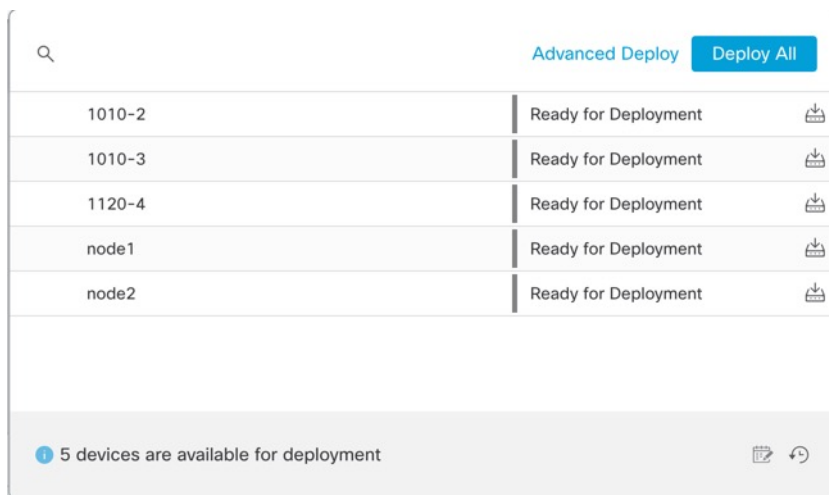 Advanced Deploy Deploy All
1010-2 Ready for Deployment
1010-3 Ready for Deployment
1120-4 Ready for Deployment
node1 Ready for Deployment
node2 Ready for Deployment
5 devices are available for deployment